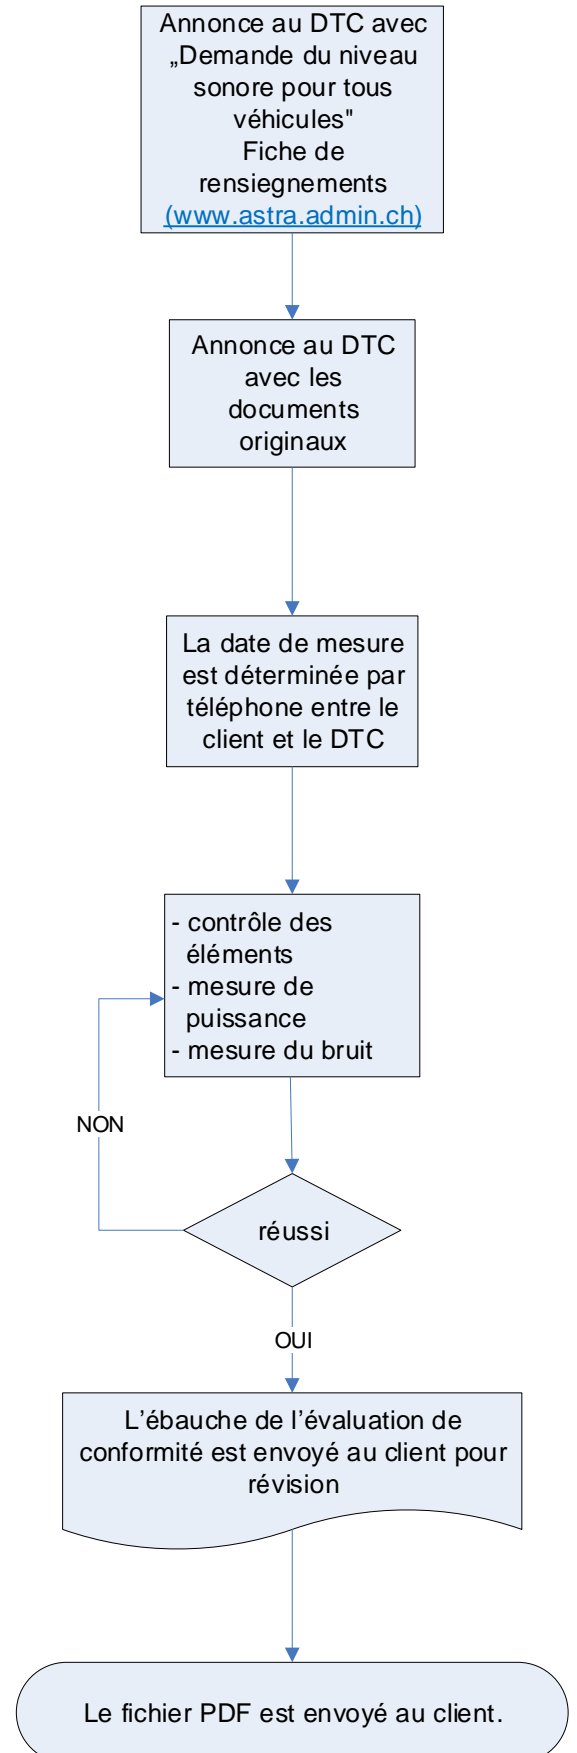 Annonce au DTC avec
„Demande du niveau
sonore pour tous
véhicules"
Fiche de
rensiegnements
(www.astra.admin.ch)
Annonce au DTC
avec les
documents
originaux
La date de mesure
est déterminée par
téléphone entre le
client et le DTC
- contrôle des
éléments
- mesure de
puissance
- mesure du bruit
NON
réussi
OUI
L’ébauche de l’évaluation de
conformité est envoyé au client pour
révision
Le fichier PDF est envoyé au client.